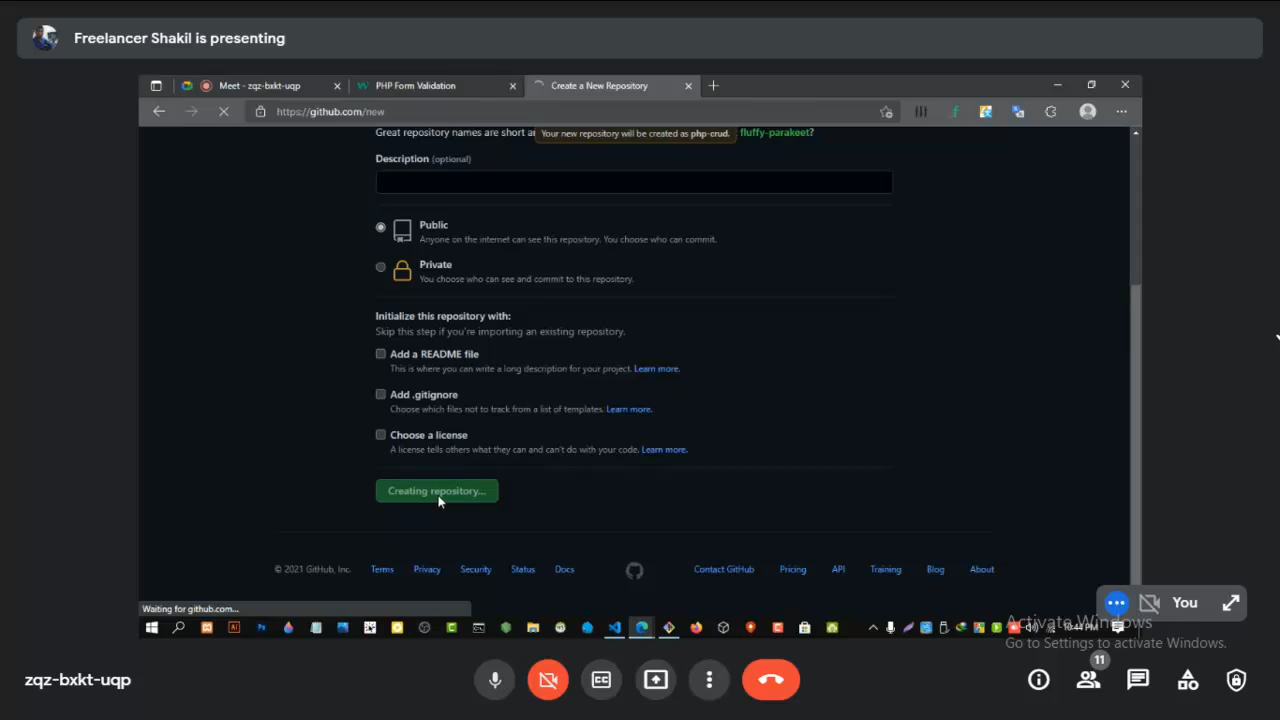 Freelancer Shakil is presenting
Meet - zqz-bxkt-uqp
PHP Form Validation
Create a New Repository
https://github.com/new
Great repository names are short
Your new repository will be created as php-crud.
fluffy-parakeet?
Description (optional)
Public
Anyone on the internet can see this repository. You choose who can commit.
Private
You choose who can see and commit to this repository.
Initialize this repository with:
Skip this step if you're importing an existing repository.
Add a README file
This is where you can write a long description for your project. Learn more.
Add .gitignore
Choose which files not to track from a list of templates. Learn more.
Choose a license
A license tells others what they can and can't do with your code. Learn more.
Creating repository...
© 2021 GitHub, Inc. Terms Privacy Security Status Docs Contact GitHub Pricing API Training Blog About
Waiting for github.com...
You
Activate Windows
Go to Settings to activate Windows.
zqz-bxkt-uqp
11